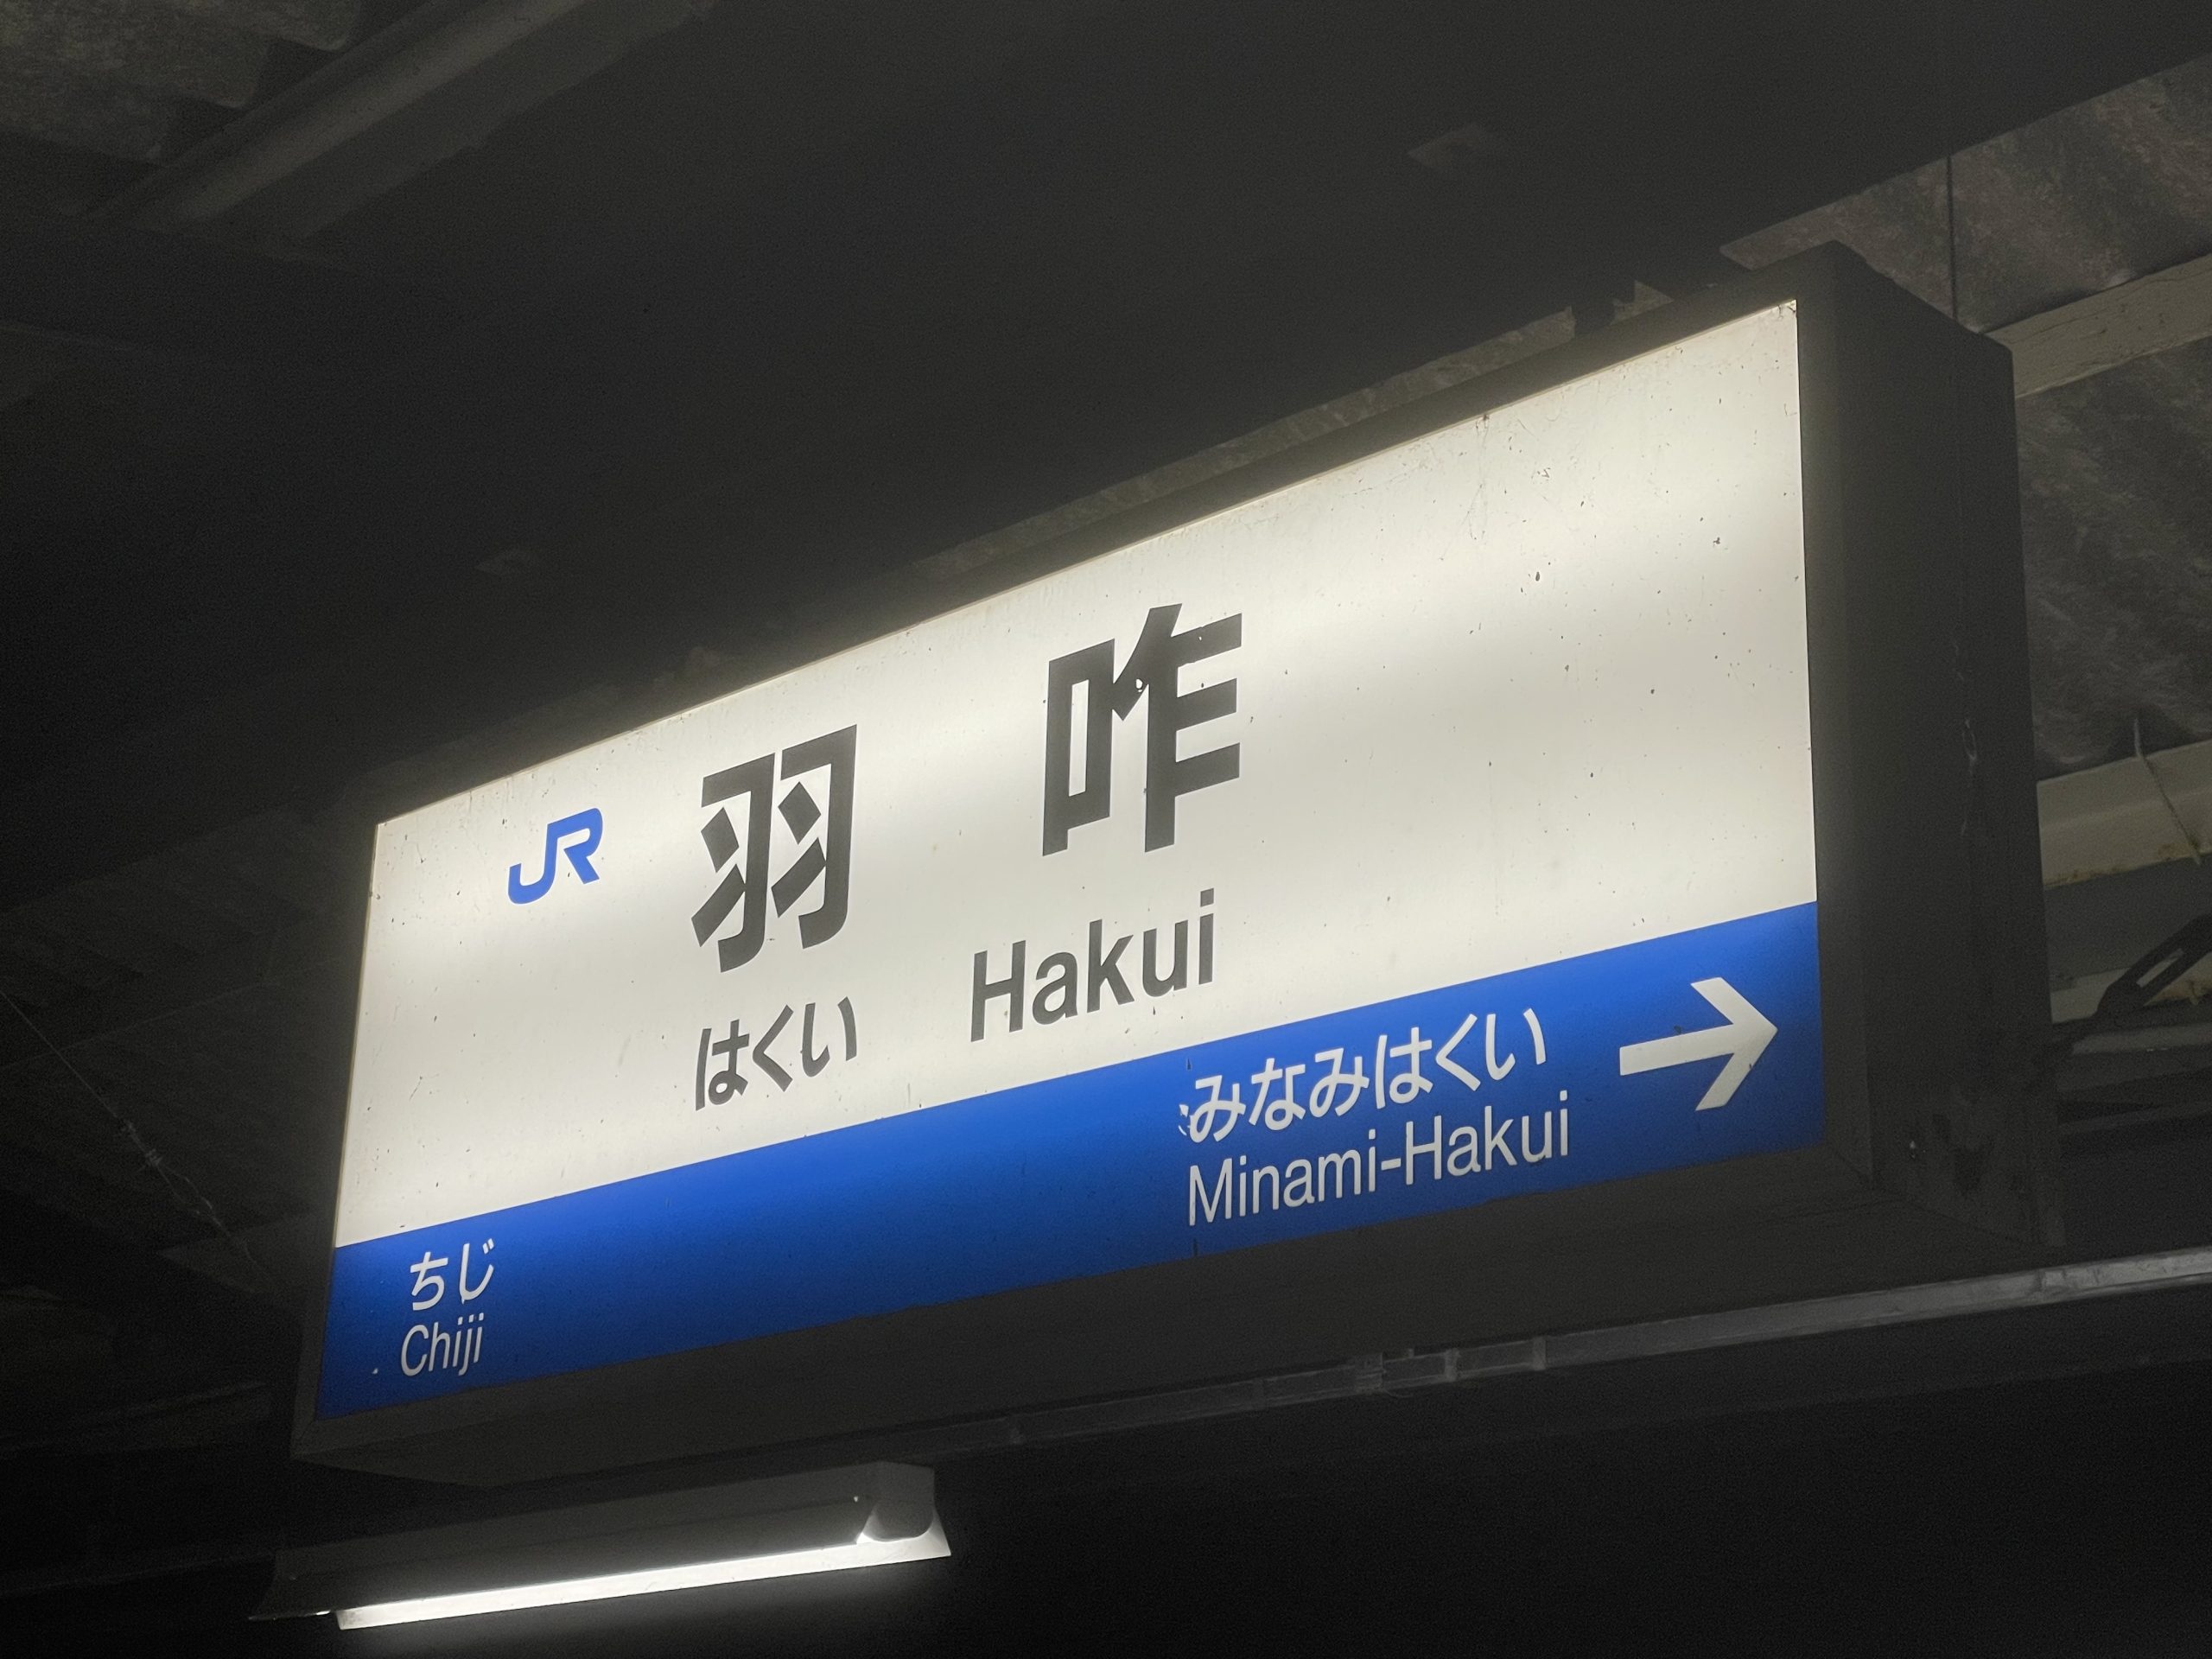 JR 羽咋
はくい Hakui
みなみはくい →
Minami-Hakui
ちじ
Chiji